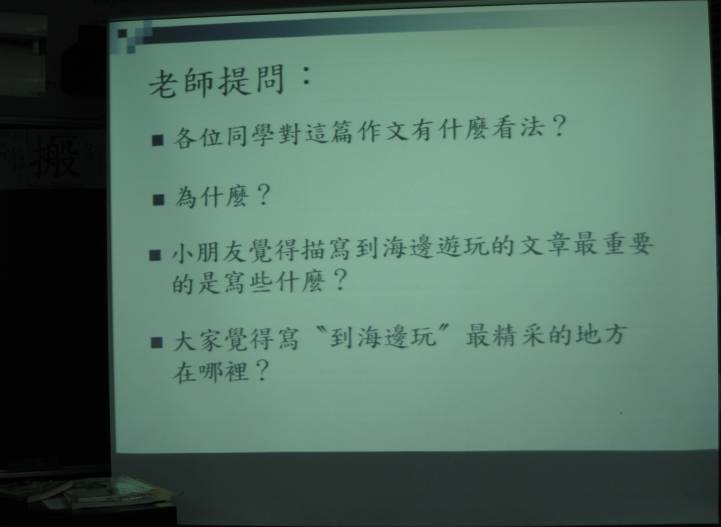 老師提問：
■ 各位同學對這篇作文有什麼看法？
■ 為什麼？
■ 小朋友覺得描寫到海邊遊玩的文章最重要
的是寫些什麼？
■ 大家覺得寫〝到海邊玩〞最精采的地方
在哪裡？
搬